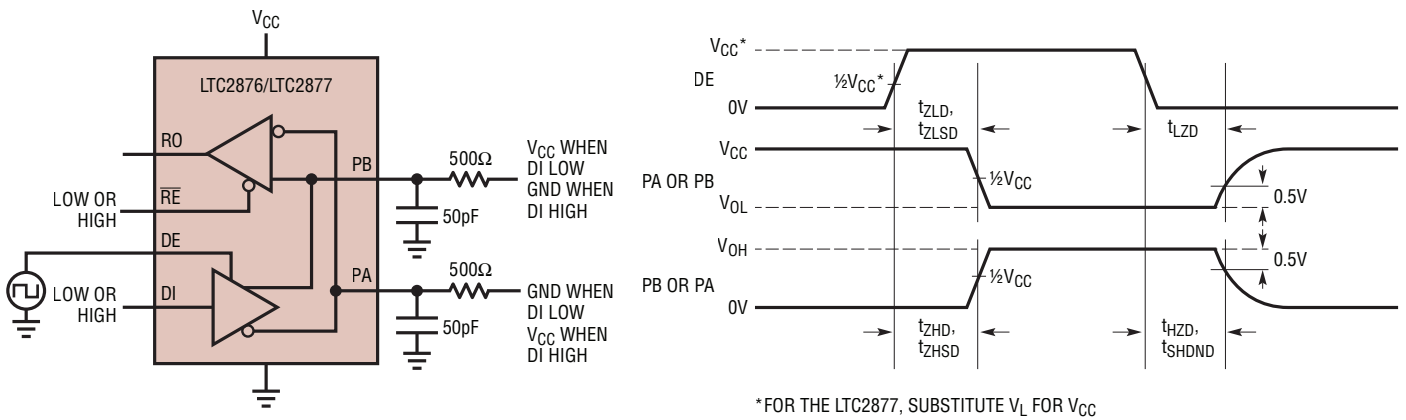 VCC
LTC2876/LTC2877
RO
PB
500Ω
VCC WHEN
DI LOW
GND WHEN
DI HIGH
LOW OR
HIGH
RE
50pF
DE
PA
500Ω
LOW OR
HIGH
DI
GND WHEN
DI LOW
VCC WHEN
DI HIGH
50pF
VCC*
DE
½VCC*
0V
tZLD,
tZLSD
tLZD
VCC
PA OR PB
½VCC
0.5V
VOL
VOH
0.5V
PB OR PA
½VCC
0V
tZHD,
tZHSD
tHZD,
tSHDND
*FOR THE LTC2877, SUBSTITUTE VL FOR VCC